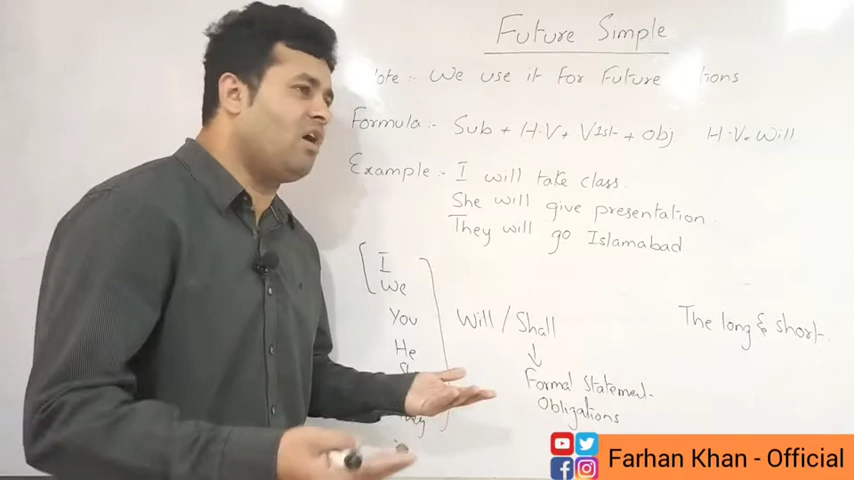 Future Simple
Note :- We use it for Future
Formula :- Sub + H.V + V1st + obj H.V = Will
Example :- I will take class.
She will give presentation.
They will go Islamabad
I
We
You
He
Will / Shall
The long & short.
Formal Statement
Obligations
Farhan Khan - Official